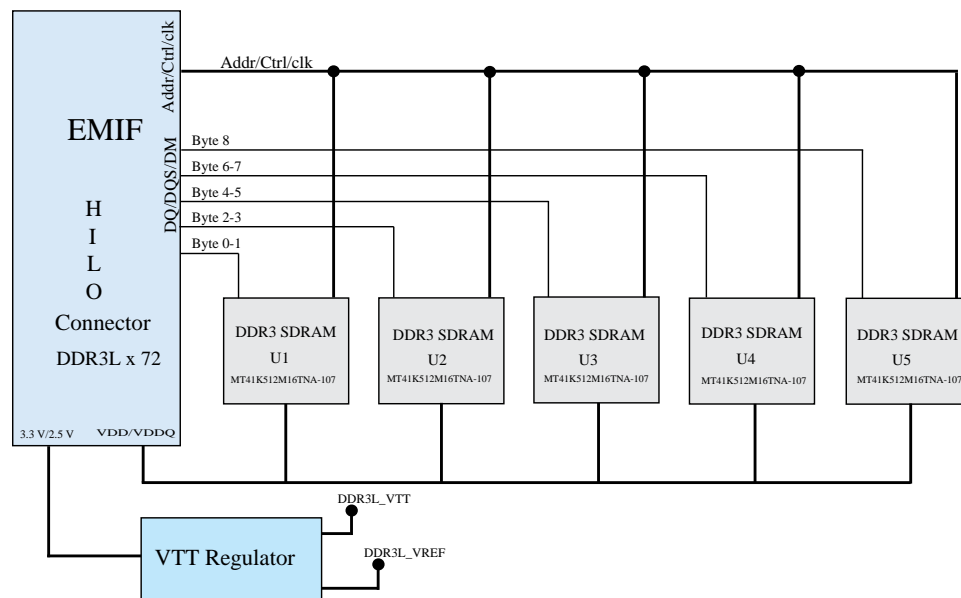 Addr/Ctrl/clk
Addr/Ctrl/clk
EMIF
DQ/DQS/DM
Byte 8
Byte 6-7
Byte 4-5
Byte 2-3
Byte 0-1
H
I
L
O
Connector
DDR3L x 72
3.3 V/2.5 V
VDD/VDDQ
DDR3 SDRAM
U1
MT41K512M16TNA-107
DDR3 SDRAM
U2
MT41K512M16TNA-107
DDR3 SDRAM
U3
MT41K512M16TNA-107
DDR3 SDRAM
U4
MT41K512M16TNA-107
DDR3 SDRAM
U5
MT41K512M16TNA-107
DDR3L_VTT
VTT Regulator
DDR3L_VREF